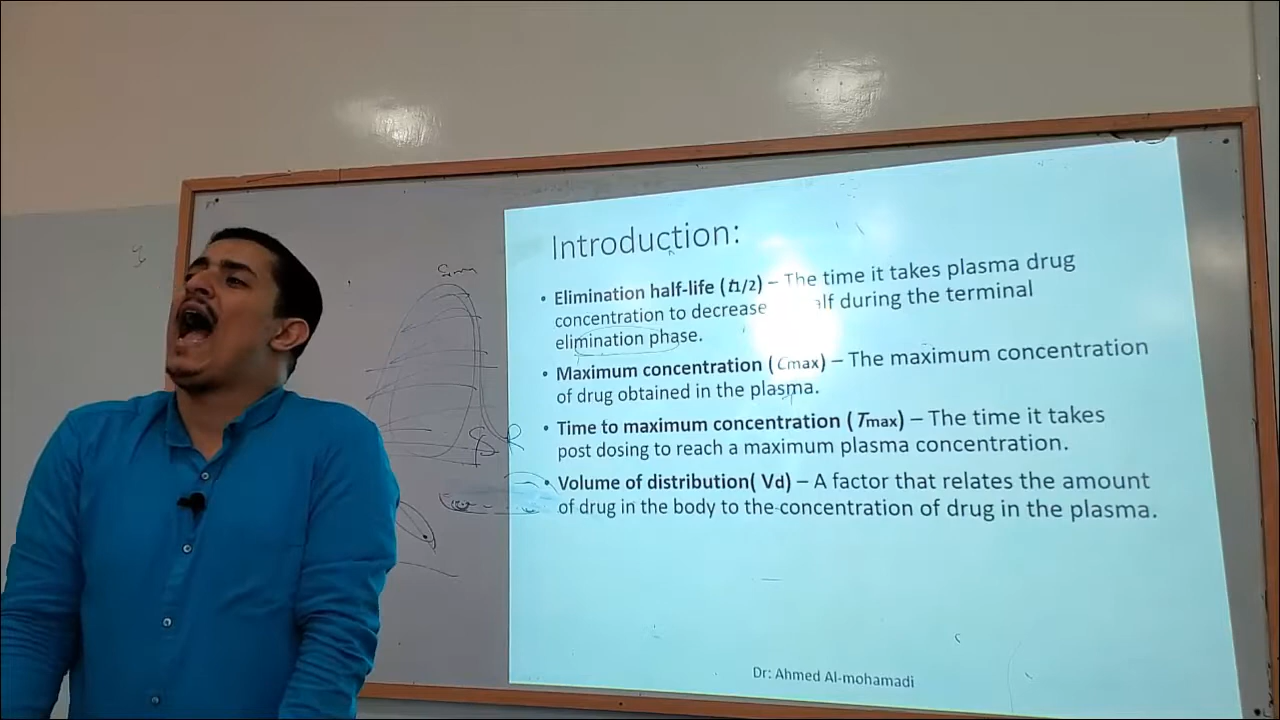 Introduction:
• Elimination half-life (t1/2) – The time it takes plasma drug
concentration to decrease half during the terminal
elimination phase.
• Maximum concentration (Cmax) – The maximum concentration
of drug obtained in the plasma.
• Time to maximum concentration (Tmax) – The time it takes
post dosing to reach a maximum plasma concentration.
• Volume of distribution( Vd) – A factor that relates the amount
of drug in the body to the concentration of drug in the plasma.
Dr: Ahmed Al-mohamadi